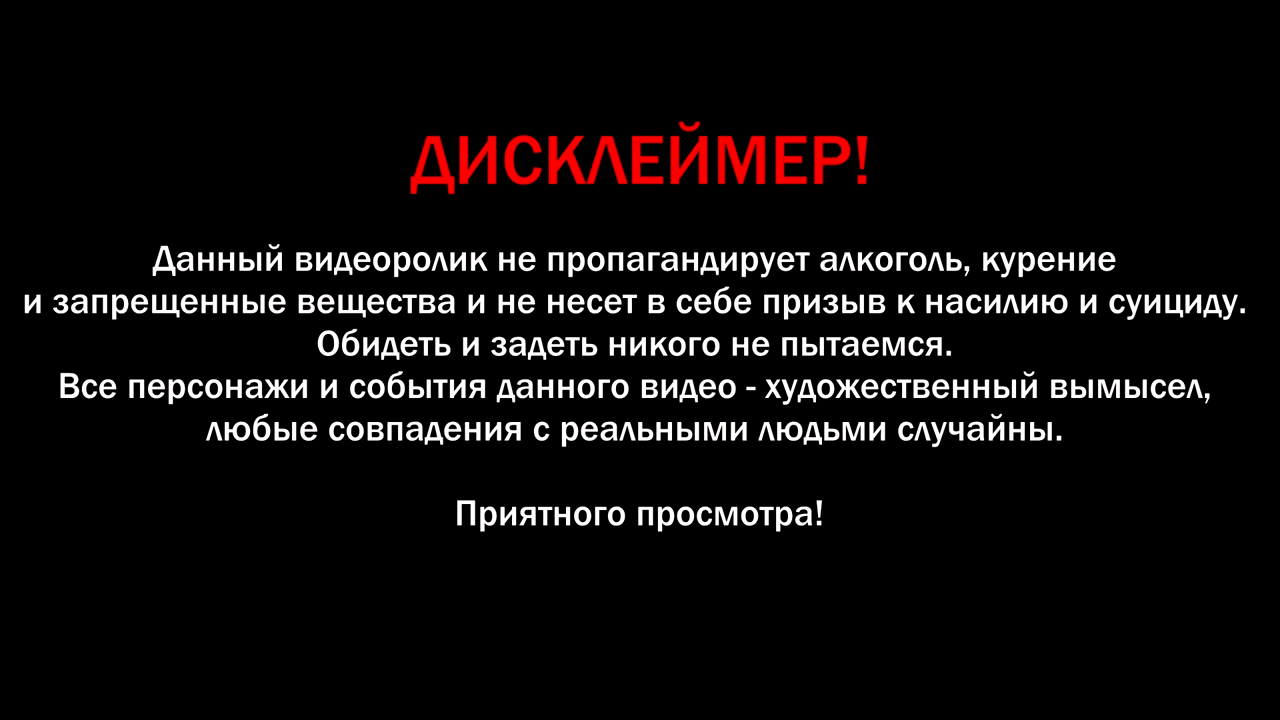 ДИСКЛЕЙМЕР!
Данный видеоролик не пропагандирует алкоголь, курение
и запрещенные вещества и не несет в себе призыв к насилию и суициду.
Обидеть и задеть никого не пытаемся.
Все персонажи и события данного видео - художественный вымысел,
любые совпадения с реальными людьми случайны.
Приятного просмотра!